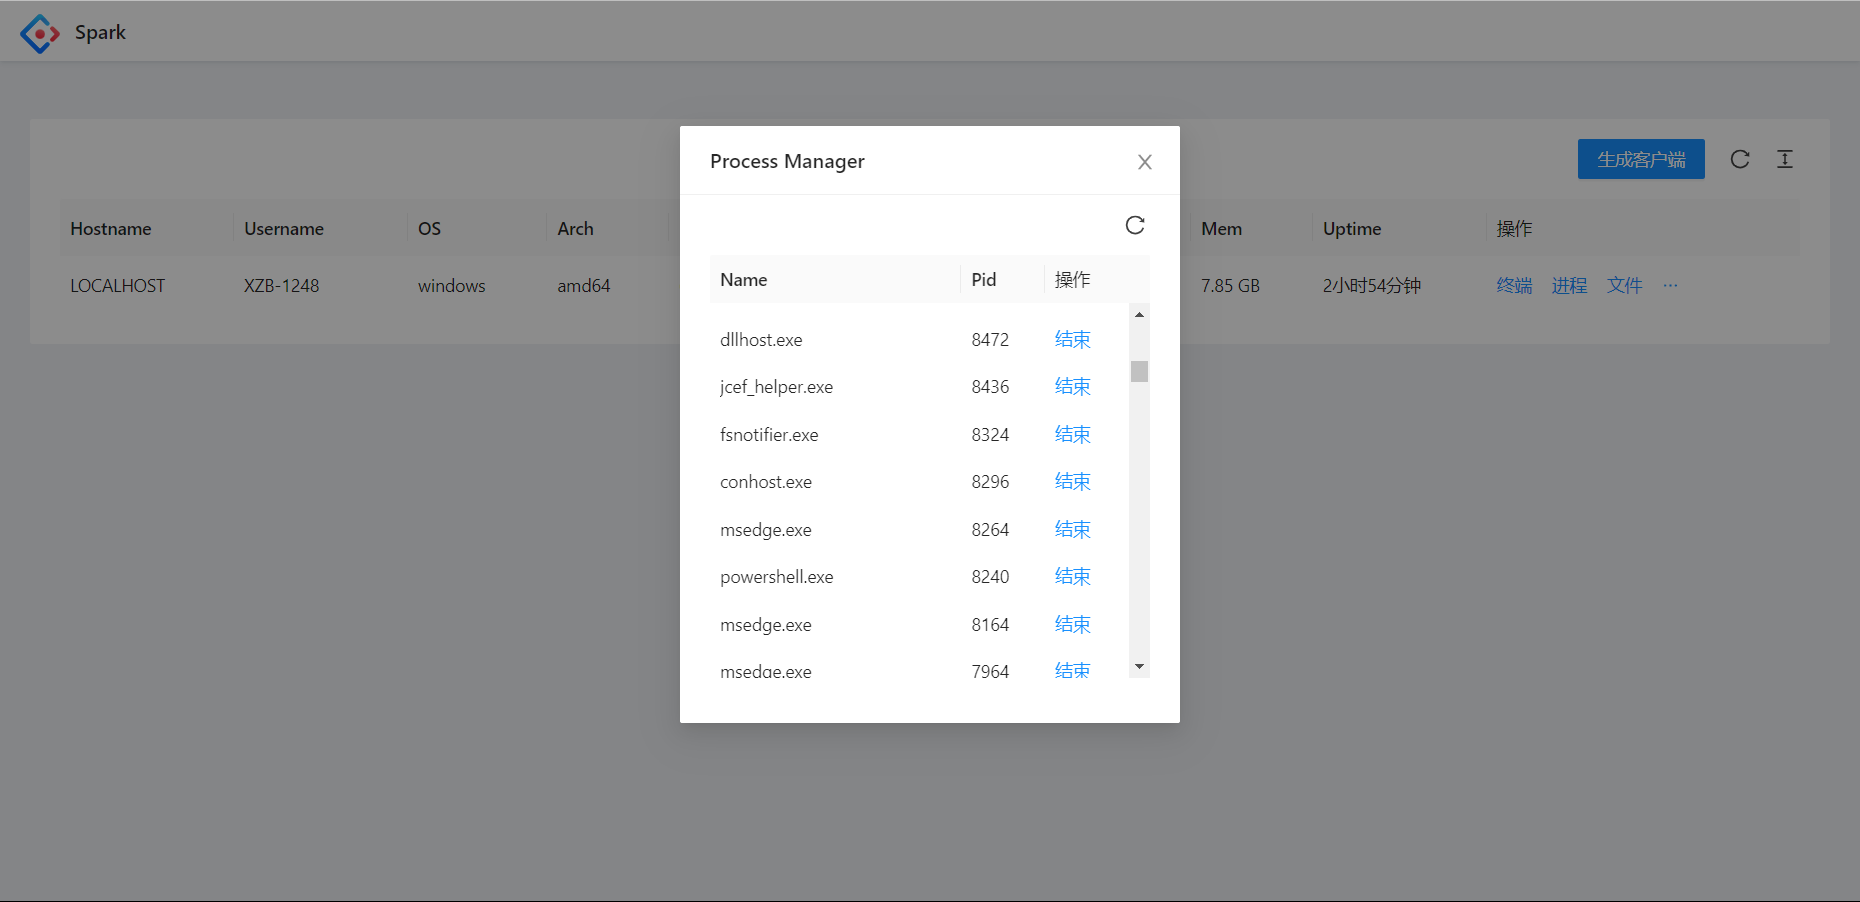 Spark
生成客户端
Hostname Username OS Arch Mem Uptime 操作
LOCALHOST XZB-1248 windows amd64 7.85 GB 2小时54分钟 终端 进程 文件 ···
Process Manager
Name Pid 操作
dllhost.exe 8472 结束
jcef_helper.exe 8436 结束
fsnotifier.exe 8324 结束
conhost.exe 8296 结束
msedge.exe 8264 结束
powershell.exe 8240 结束
msedge.exe 8164 结束
msedge.exe 7964 结束